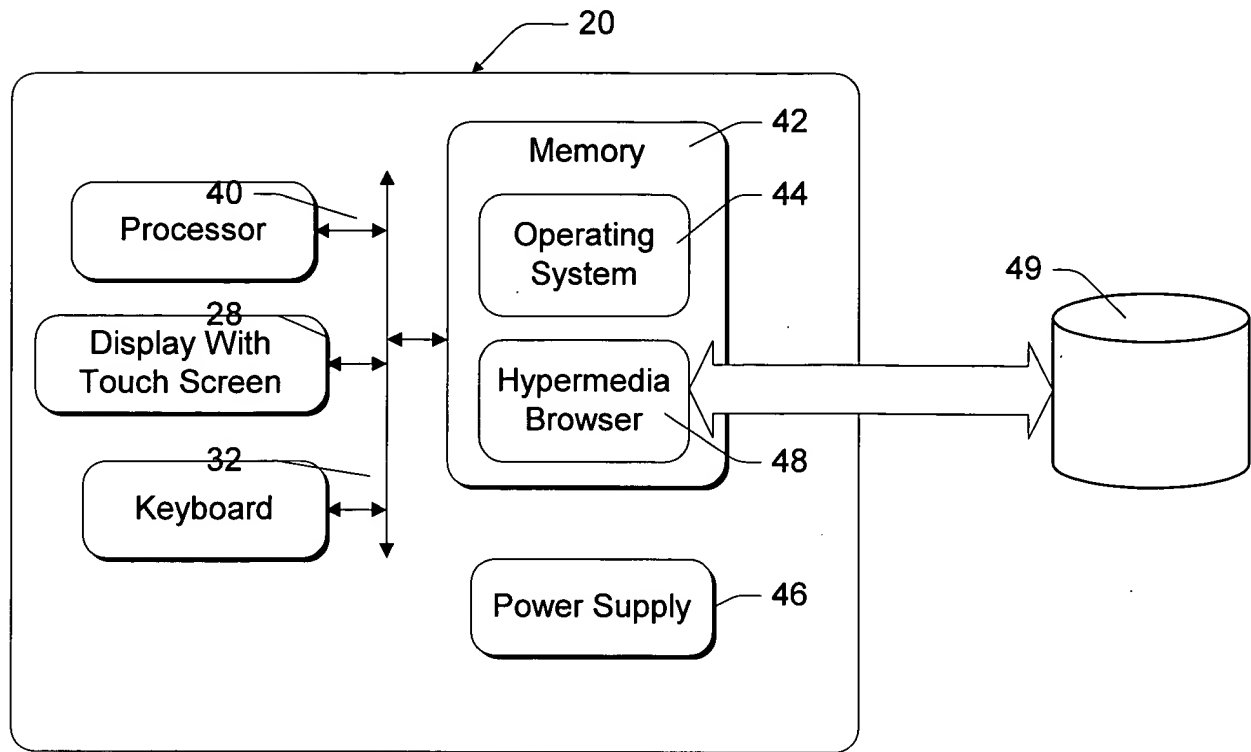 20
42
Memory
40
44
Processor
Operating
System
49
28
Display With
Touch Screen
Hypermedia
Browser
32
48
Keyboard
Power Supply
46